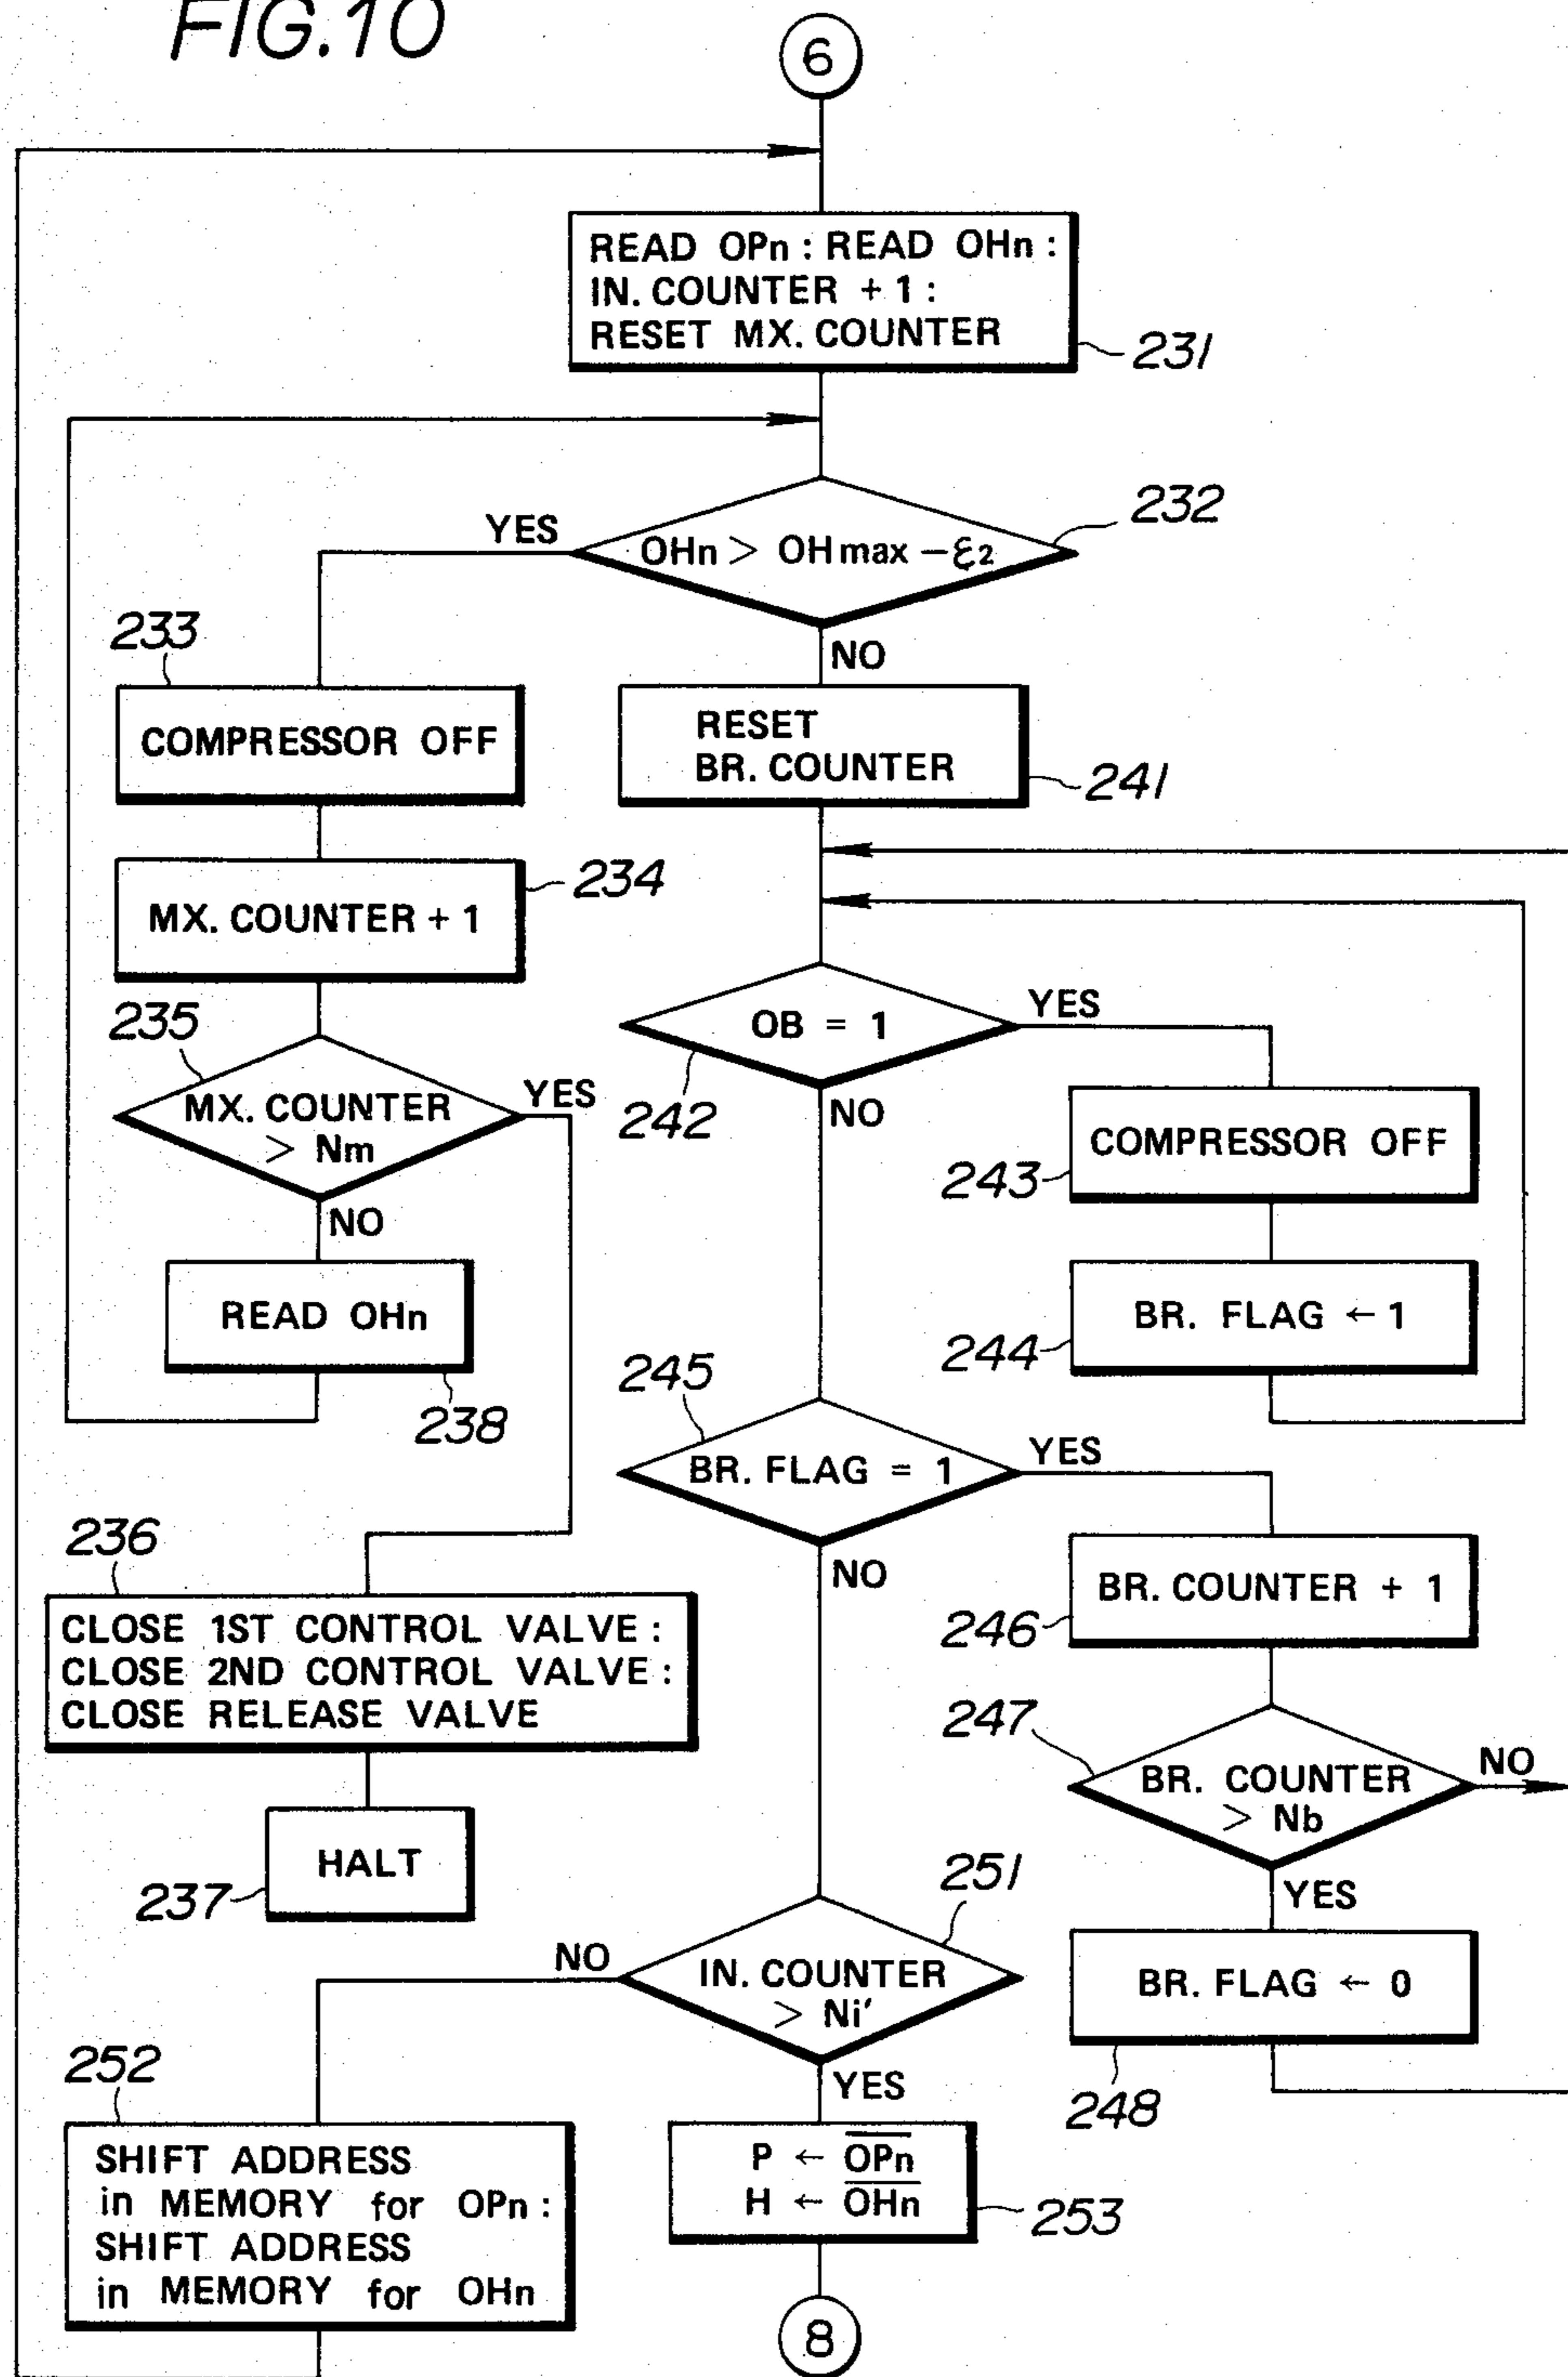 FIG.10
6
READ OPn : READ OHn :
IN. COUNTER + 1 :
RESET MX. COUNTER
231
232
YES
OHn > OHmax - ε2
NO
233
COMPRESSOR OFF
RESET
BR. COUNTER
241
234
MX. COUNTER + 1
235
MX. COUNTER
> Nm
YES
NO
OB = 1
YES
242
NO
COMPRESSOR OFF
243
READ OHn
238
BR. FLAG ← 1
244
245
BR. FLAG = 1
YES
NO
236
CLOSE 1ST CONTROL VALVE :
CLOSE 2ND CONTROL VALVE :
CLOSE RELEASE VALVE
BR. COUNTER + 1
246
247
BR. COUNTER
> Nb
NO
YES
HALT
237
251
NO
IN. COUNTER
> Ni'
YES
BR. FLAG ← 0
248
252
SHIFT ADDRESS
in MEMORY for OPn :
SHIFT ADDRESS
in MEMORY for OHn
P ← O̅P̅n̅
H ← O̅H̅n̅
253
8